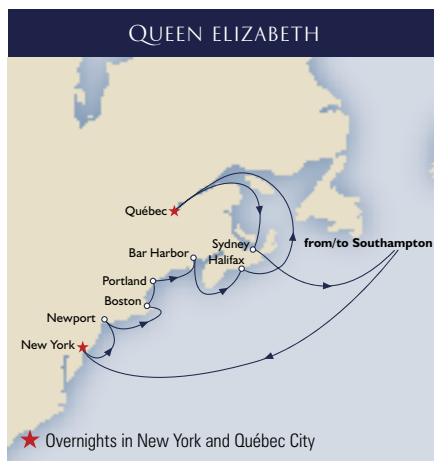 QUEEN ELIZABETH
Québec
Sydney
from/to Southampton
Bar Harbor
Halifax
Portland
Boston
Newport
New York
Overnights in New York and Québec City